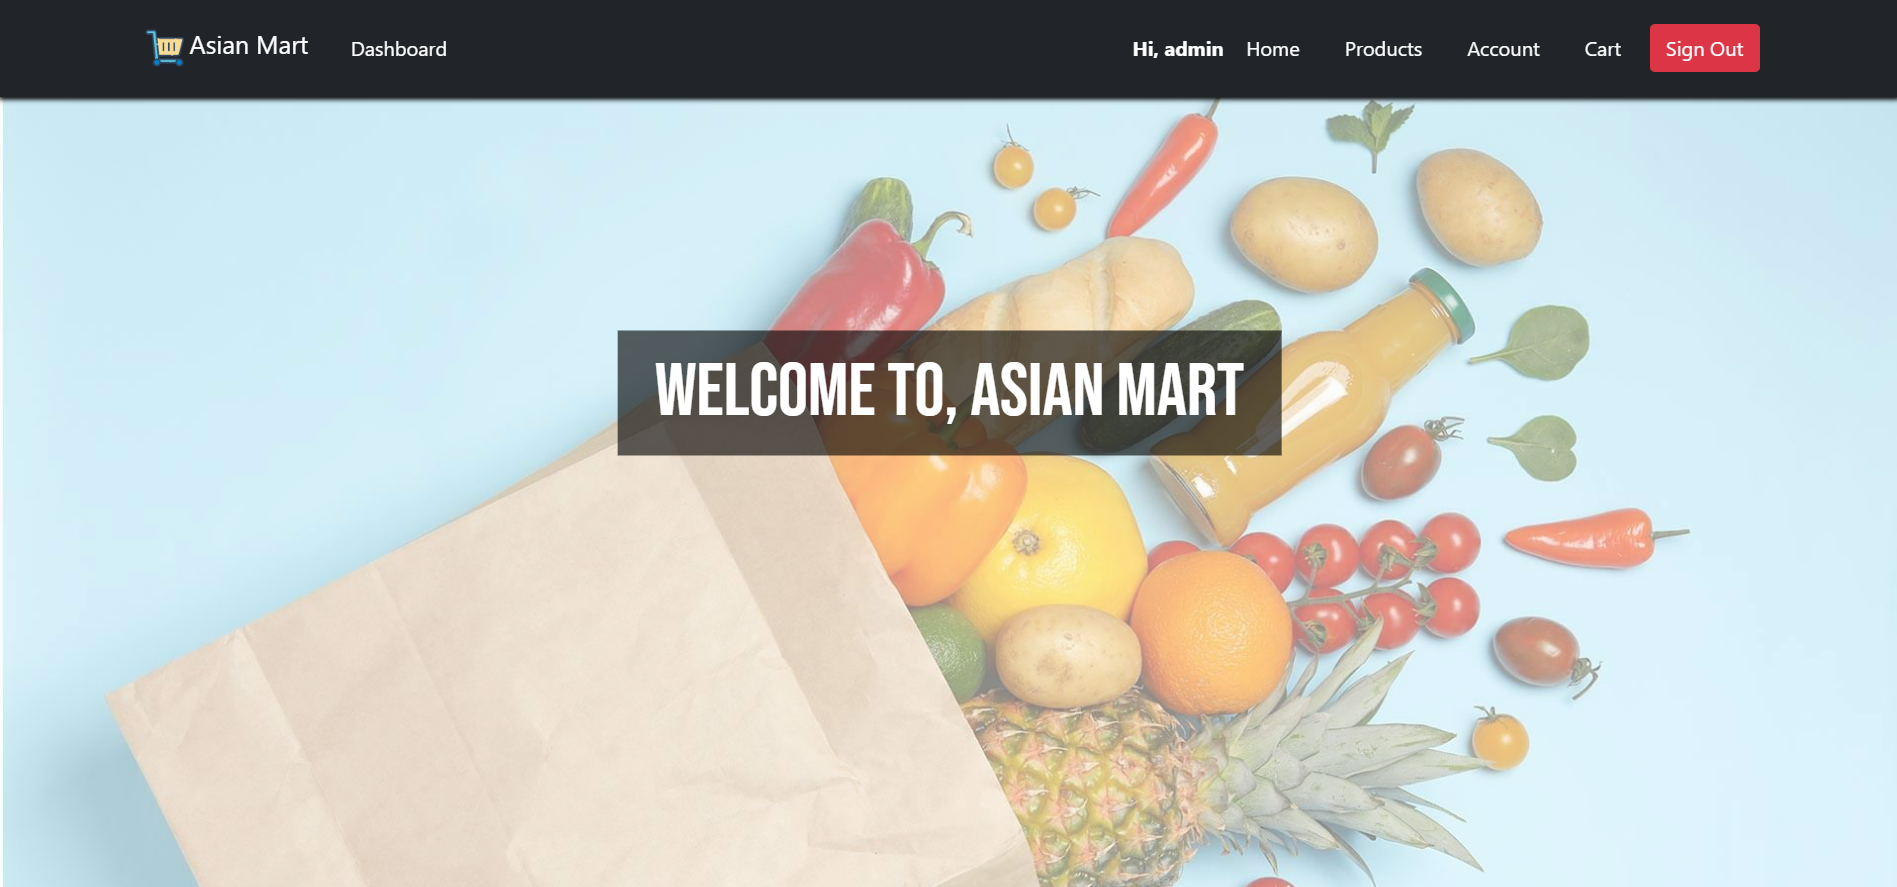 Asian Mart Dashboard Hi, admin Home Products Account Cart Sign Out
WELCOME TO, ASIAN MART